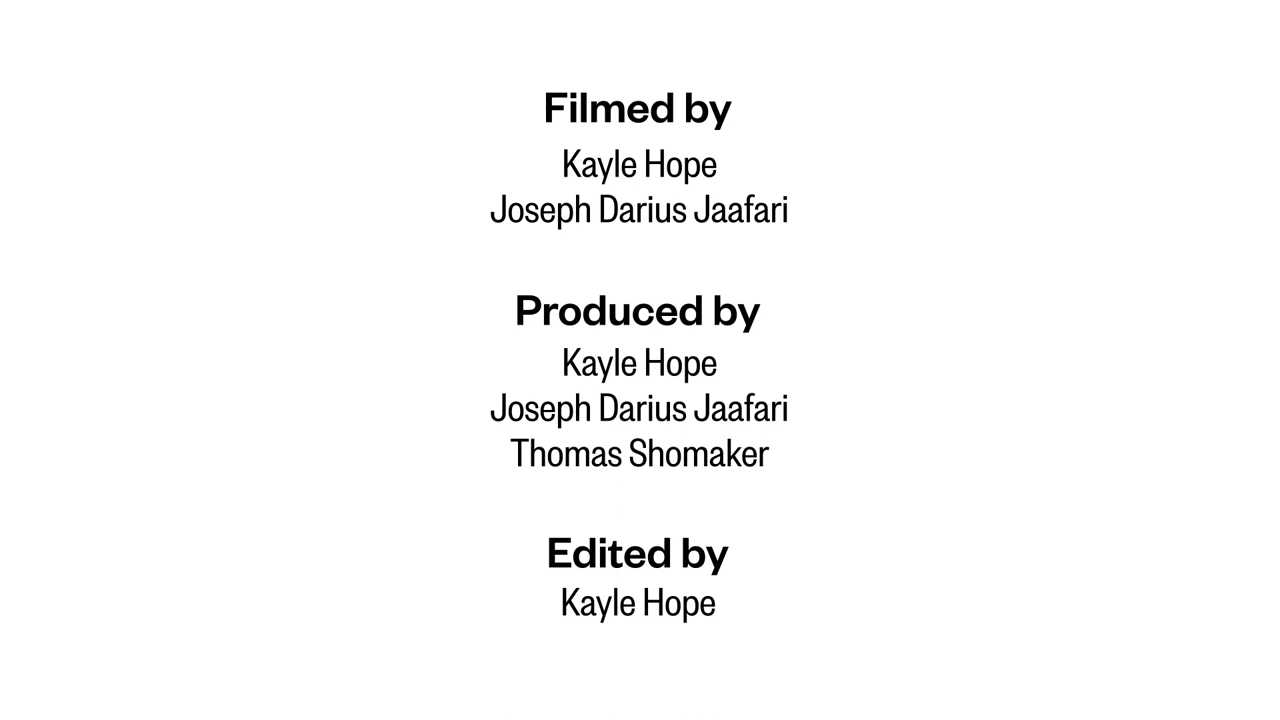 Filmed by
Kayle Hope
Joseph Darius Jaafari
Produced by
Kayle Hope
Joseph Darius Jaafari
Thomas Shomaker
Edited by
Kayle Hope